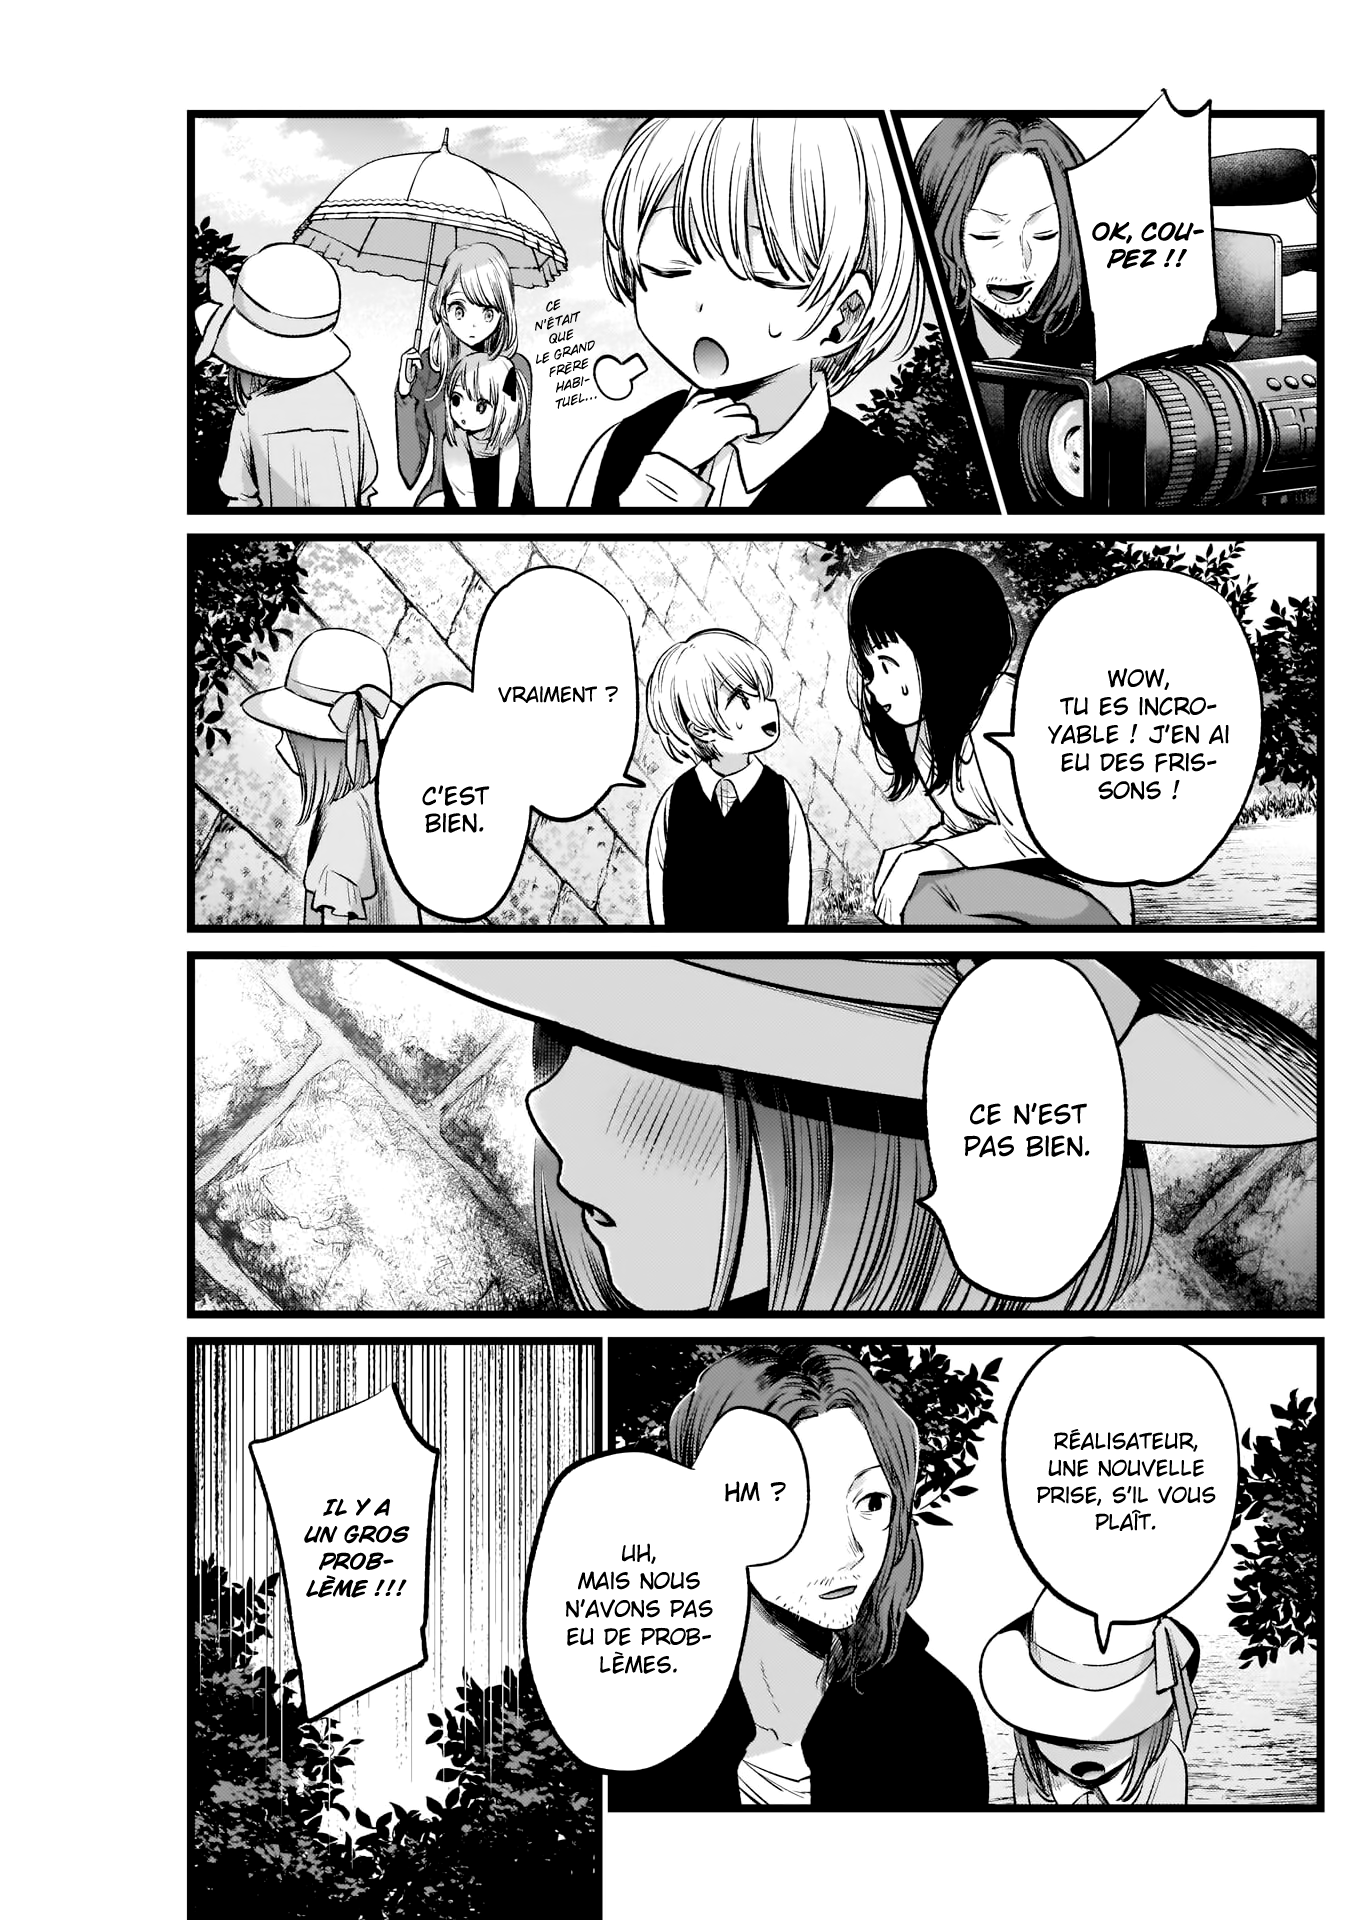 OK, COU-
PEZ !!
CE
N'ÉTAIT
QUE
LE GRAND
FRÈRE
HABI-
TUEL...
WOW,
TU ES INCRO-
YABLE ! J'EN AI
EU DES FRIS-
SONS !
VRAIMENT ?
C'EST
BIEN.
CE N'EST
PAS BIEN.
RÉALISATEUR,
UNE NOUVELLE
PRISE, S'IL VOUS
PLAÎT.
HM ?
UH,
MAIS NOUS
N'AVONS PAS
EU DE PROB-
LÈMES.
IL Y A
UN GROS
PROB-
LÈME !!!